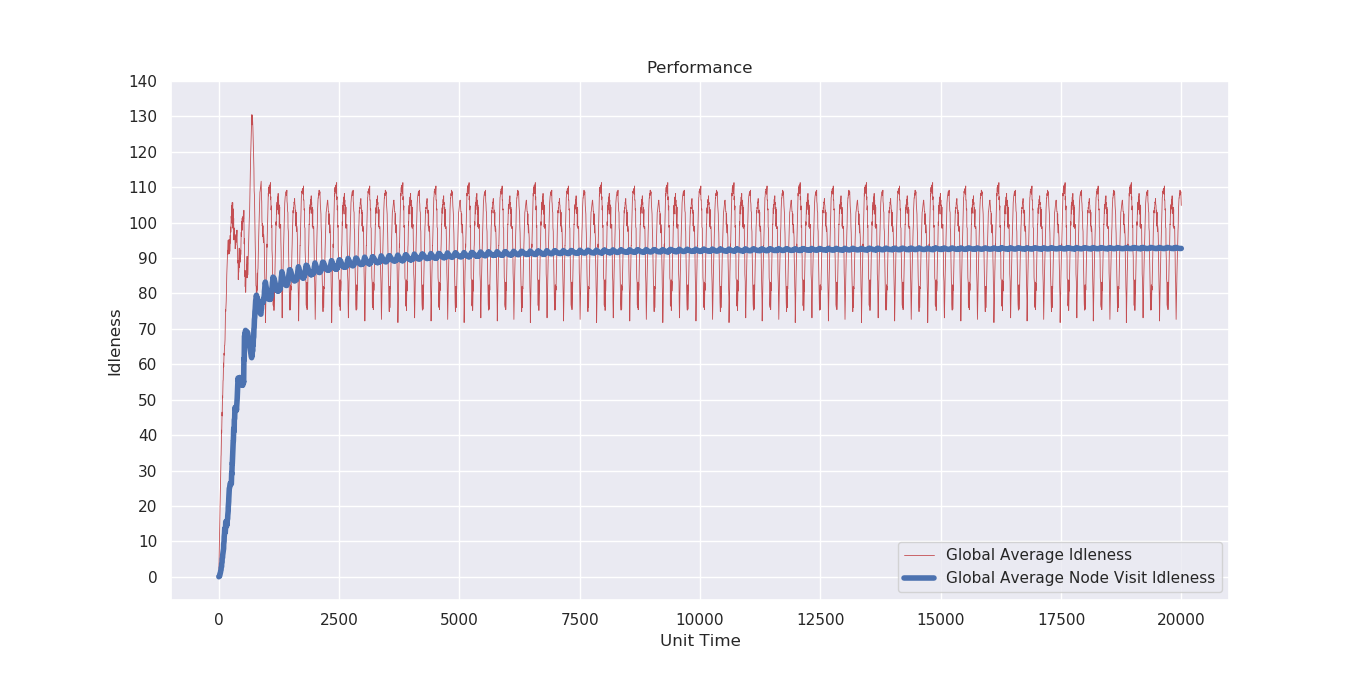 Performance
140
130
120
110
100
90
80
70
60
50
40
30
20
10
0
Idleness
0 2500 5000 7500 10000 12500 15000 17500 20000
Unit Time
Global Average Idleness
Global Average Node Visit Idleness